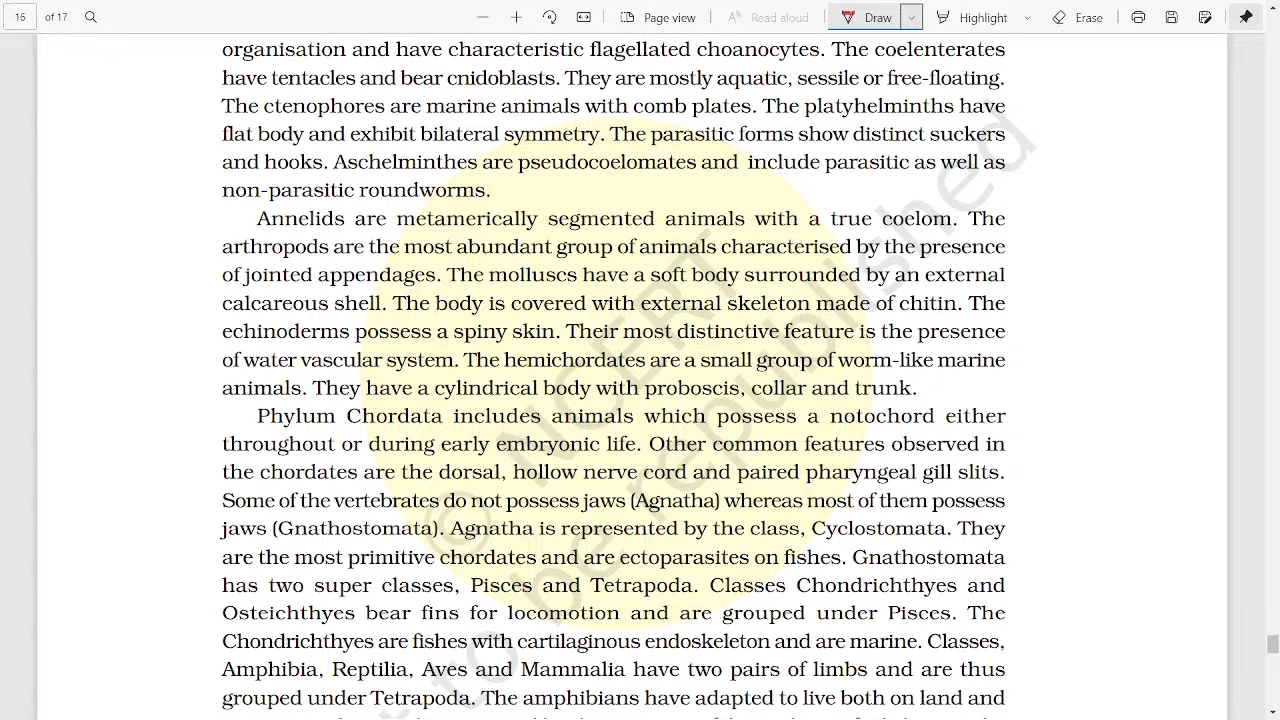 16 of 17 Page view Read aloud Draw Highlight Erase
organisation and have characteristic flagellated choanocytes. The coelenterates
have tentacles and bear cnidoblasts. They are mostly aquatic, sessile or free-floating.
The ctenophores are marine animals with comb plates. The platyhelminths have
flat body and exhibit bilateral symmetry. The parasitic forms show distinct suckers
and hooks. Aschelminthes are pseudocoelomates and include parasitic as well as
non-parasitic roundworms.
Annelids are metamerically segmented animals with a true coelom. The
arthropods are the most abundant group of animals characterised by the presence
of jointed appendages. The molluscs have a soft body surrounded by an external
calcareous shell. The body is covered with external skeleton made of chitin. The
echinoderms possess a spiny skin. Their most distinctive feature is the presence
of water vascular system. The hemichordates are a small group of worm-like marine
animals. They have a cylindrical body with proboscis, collar and trunk.
Phylum Chordata includes animals which possess a notochord either
throughout or during early embryonic life. Other common features observed in
the chordates are the dorsal, hollow nerve cord and paired pharyngeal gill slits.
Some of the vertebrates do not possess jaws (Agnatha) whereas most of them possess
jaws (Gnathostomata). Agnatha is represented by the class, Cyclostomata. They
are the most primitive chordates and are ectoparasites on fishes. Gnathostomata
has two super classes, Pisces and Tetrapoda. Classes Chondrichthyes and
Osteichthyes bear fins for locomotion and are grouped under Pisces. The
Chondrichthyes are fishes with cartilaginous endoskeleton and are marine. Classes,
Amphibia, Reptilia, Aves and Mammalia have two pairs of limbs and are thus
grouped under Tetrapoda. The amphibians have adapted to live both on land and
© NCERT
to be republished